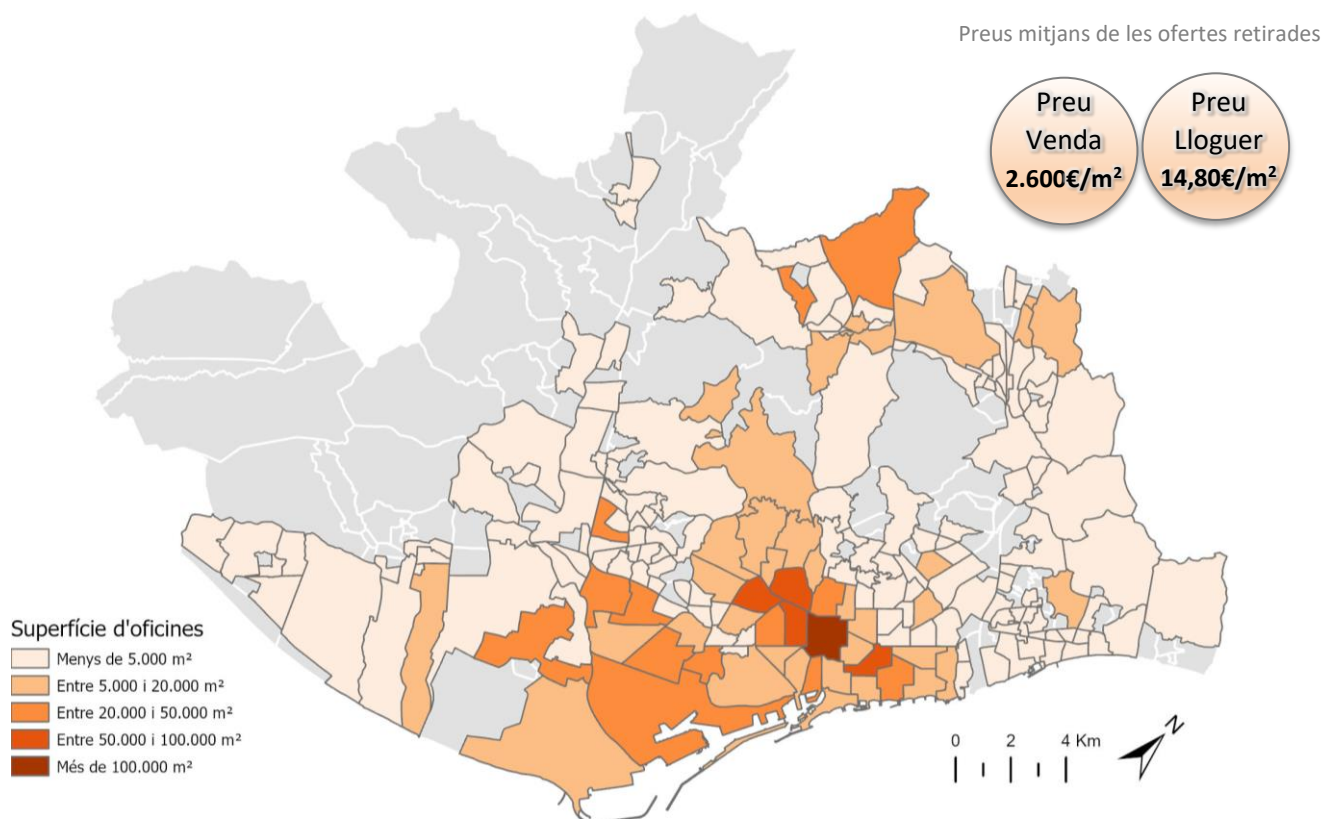 Preus mitjans de les ofertes retirades
Preu
Venda
2.600€/m²
Preu
Lloguer
14,80€/m²
Superfície d'oficines
Menys de 5.000 m²
Entre 5.000 i 20.000 m²
Entre 20.000 i 50.000 m²
Entre 50.000 i 100.000 m²
Més de 100.000 m²
0 2 4 Km
N